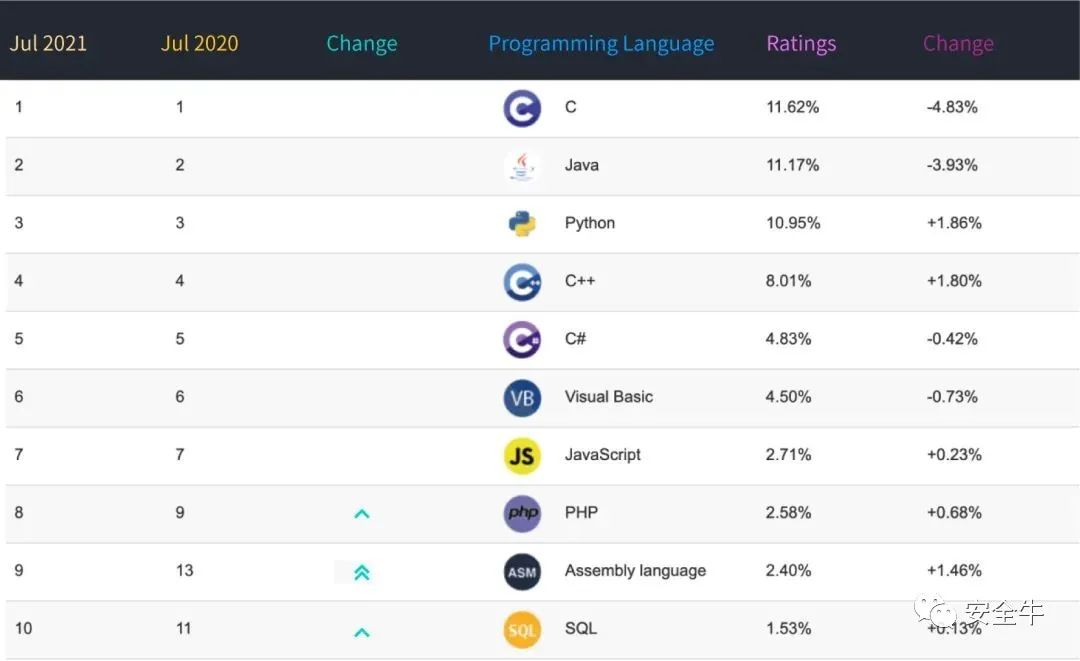 Jul 2021 Jul 2020 Change Programming Language Ratings Change
1 1 C C 11.62% -4.83%
2 2 Java 11.17% -3.93%
3 3 Python 10.95% +1.86%
4 4 C++ C++ 8.01% +1.80%
5 5 C C# 4.83% -0.42%
6 6 VB Visual Basic 4.50% -0.73%
7 7 JS JavaScript 2.71% +0.23%
8 9 php PHP 2.58% +0.68%
9 13 ASM Assembly language 2.40% +1.46%
10 11 SQL SQL 1.53% +0.13%
安全牛